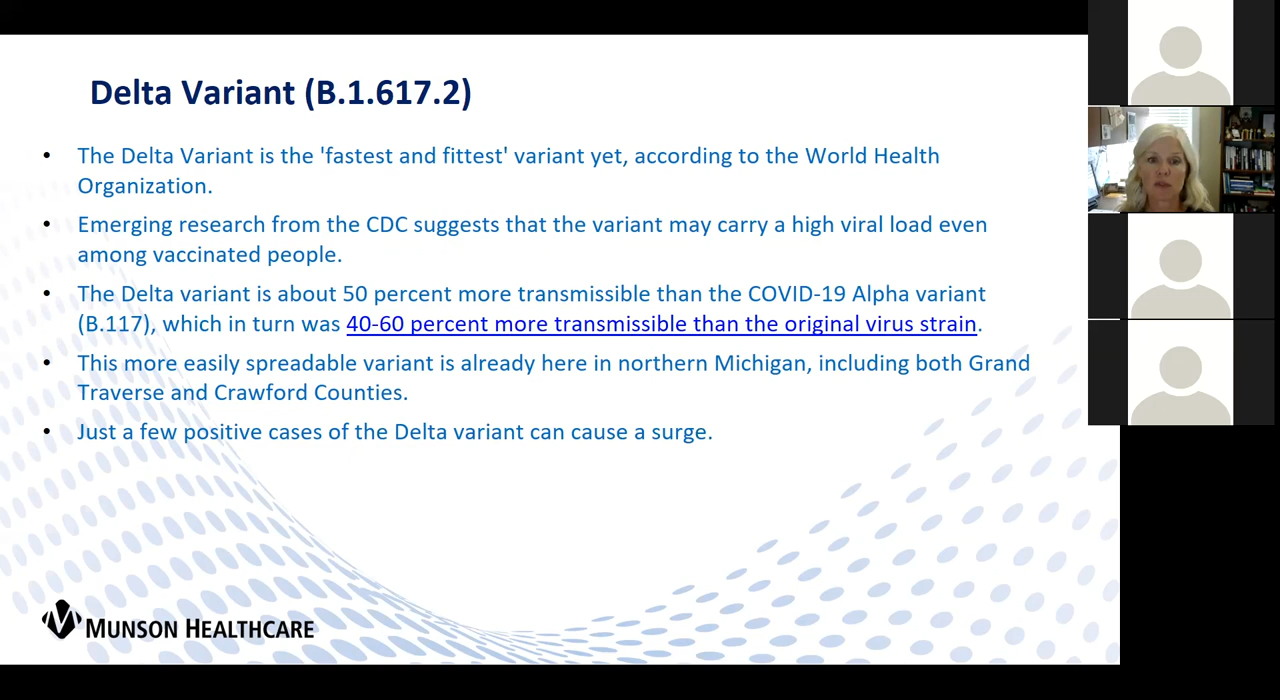 Delta Variant (B.1.617.2)
• The Delta Variant is the 'fastest and fittest' variant yet, according to the World Health
Organization.
• Emerging research from the CDC suggests that the variant may carry a high viral load even
among vaccinated people.
• The Delta variant is about 50 percent more transmissible than the COVID-19 Alpha variant
(B.117), which in turn was 40-60 percent more transmissible than the original virus strain.
• This more easily spreadable variant is already here in northern Michigan, including both Grand
Traverse and Crawford Counties.
• Just a few positive cases of the Delta variant can cause a surge.
MUNSON HEALTHCARE